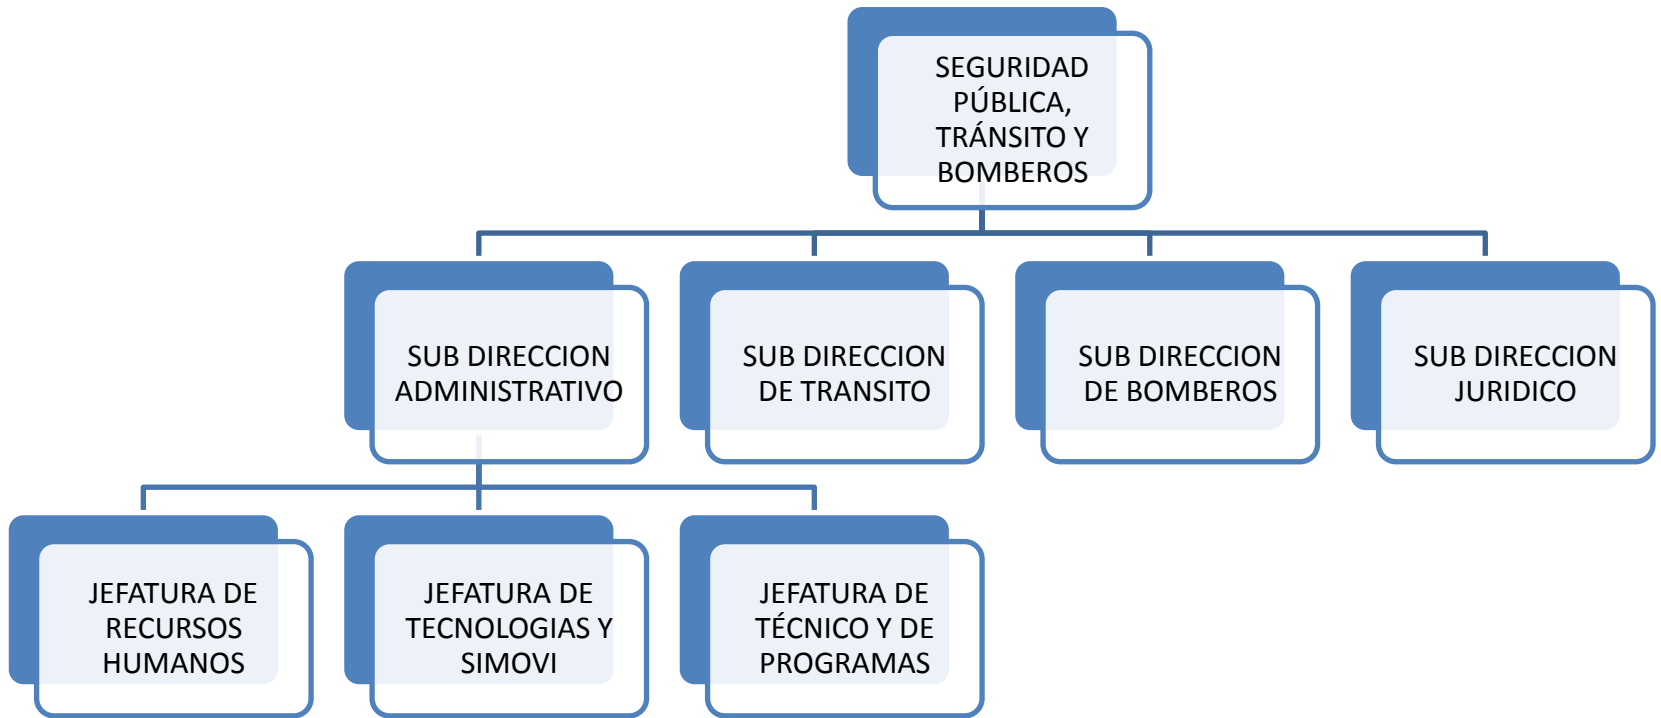 SEGURIDAD
PÚBLICA,
TRÁNSITO Y
BOMBEROS
SUB DIRECCION
ADMINISTRATIVO
SUB DIRECCION
DE TRANSITO
SUB DIRECCION
DE BOMBEROS
SUB DIRECCION
JURIDICO
JEFATURA DE
RECURSOS
HUMANOS
JEFATURA DE
TECNOLOGIAS Y
SIMOVI
JEFATURA DE
TÉCNICO Y DE
PROGRAMAS